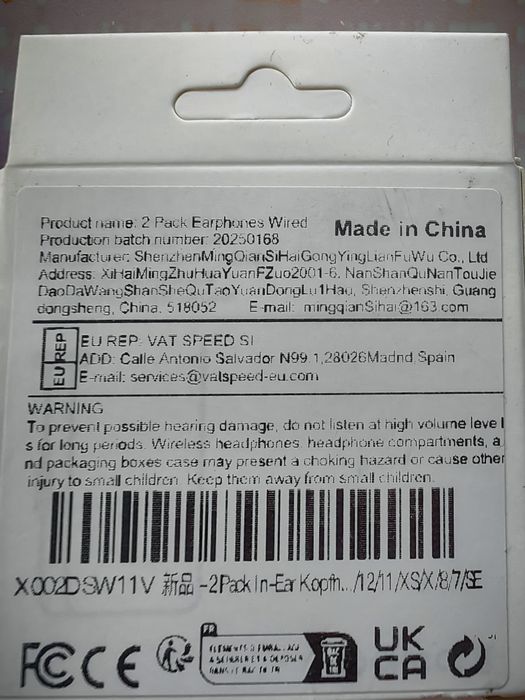 Product name: 2 Pack Earphones Wired
Made in China
Production batch number: 20250168
Manufacturer: ShenzhenMingQianSiHaiGongYingLianFuWu Co., Ltd
Address: XiHaiMingZhuHuaYuanFZuo2001-6, NanShanQuNanTouJie
DaoDaWangShanSheQuTaoYuanDongLu1Hao, Shenzhenshi, Guang
dongsheng, China. 518052 E-mail: mingqianSihai@163.com
EU REP
EU REP: VAT SPEED Sl
ADD: Calle Antonio Salvador N99.1,28026Madrid,Spain
E-mail: services@vatspeed-eu.com
WARNING
To prevent possible hearing damage, do not listen at high volume leve l
s for long periods. Wireless headphones, headphone compartments, a
nd packaging boxes case may present a choking hazard or cause other
injury to small children. Keep them away from small children.
X002DSW11V 新品 -2Pack In-Ear Kopfh.../12/11/XS/X/8/7/SE
FC CE
FR
UK
CA